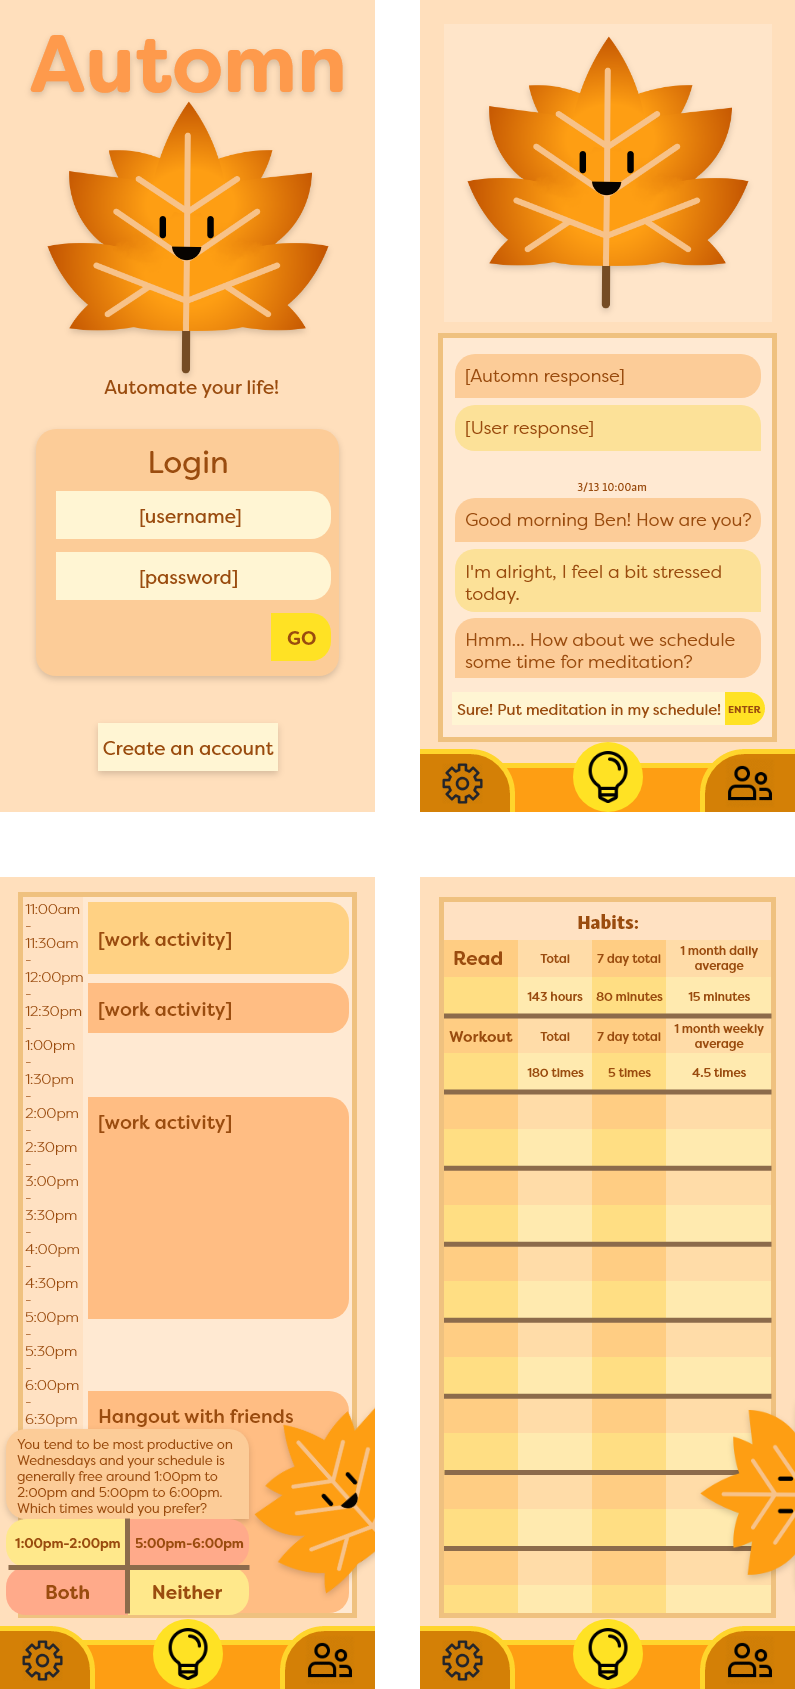 Automn
Automate your life!
Login
[username]
[password]
GO
Create an account
[Automn response]
[User response]
3/13 10:00am
Good morning Ben! How are you?
I'm alright, I feel a bit stressed
today.
Hmm... How about we schedule
some time for meditation?
Sure! Put meditation in my schedule!
ENTER
11:00am
-
11:30am
-
12:00pm
-
12:30pm
-
1:00pm
-
1:30pm
-
2:00pm
-
2:30pm
-
3:00pm
-
3:30pm
-
4:00pm
-
4:30pm
-
5:00pm
-
5:30pm
-
6:00pm
-
6:30pm
[work activity]
[work activity]
[work activity]
Hangout with friends
You tend to be most productive on
Wednesdays and your schedule is
generally free around 1:00pm to
2:00pm and 5:00pm to 6:00pm.
Which times would you prefer?
1:00pm-2:00pm 5:00pm-6:00pm
Both Neither
Habits:
Read Total 7 day total 1 month daily
average
143 hours 80 minutes 15 minutes
Workout Total 7 day total 1 month weekly
average
180 times 5 times 4.5 times